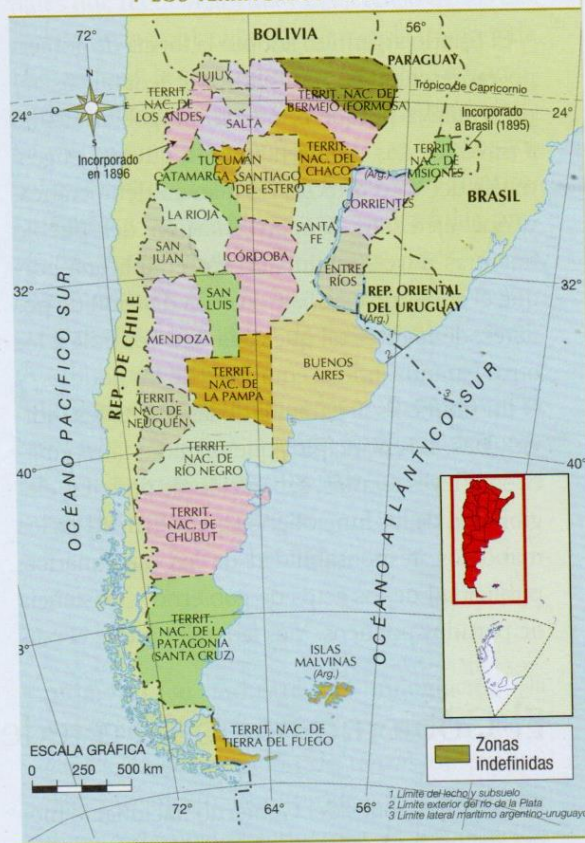 72°
BOLIVIA
56°
PARAGUAY
Trópico de Capricornio
N
O
E
S
24°
24°
TERRIT.
NAC. DE
LOS ANDES
JUJUY
SALTA
TERRIT. NAC. DEL
BERMEJO (FORMOSA)
Incorporado
a Brasil (1895)
Incorporado
en 1896
TUCUMÁN
CATAMARGA
SANTIAGO
DEL ESTERO
TERRIT.
NAC. DEL
CHACO
(Arg.)
TERRIT.
NAC. DE
MISIONES
BRASIL
CORRIENTES
LA RIOJA
SANTA
FE
SAN
JUAN
ICÓRDOBA
ENTRE
RÍOS
32°
32°
REP. ORIENTAL
DEL URUGUAY
(Arg.)
SAN
LUIS
MENDOZA
BUENOS
AIRES
1
2
3
TERRIT.
NAC. DE
LA PAMPA
REP. DE CHILE
OCÉANO PACÍFICO SUR
OCÉANO ATLÁNTICO SUR
TERRIT.
NAC. DE
NEUQUÉN
TERRIT.
NAC. DE
RÍO NEGRO
40°
40°
TERRIT.
NAC. DE
CHUBUT
TERRIT.
NAC. DE LA
PATAGONIA
(SANTA CRUZ)
ISLAS
MALVINAS
(Arg.)
TERRIT. NAC. DE
TIERRA DEL FUEGO
ESCALA GRÁFICA
0 250 500 km
72°
64°
56°
Zonas
indefinidas
1 Límite del lecho y subsuelo
2 Límite exterior del río de la Plata
3 Límite lateral marítimo argentino-uruguayo